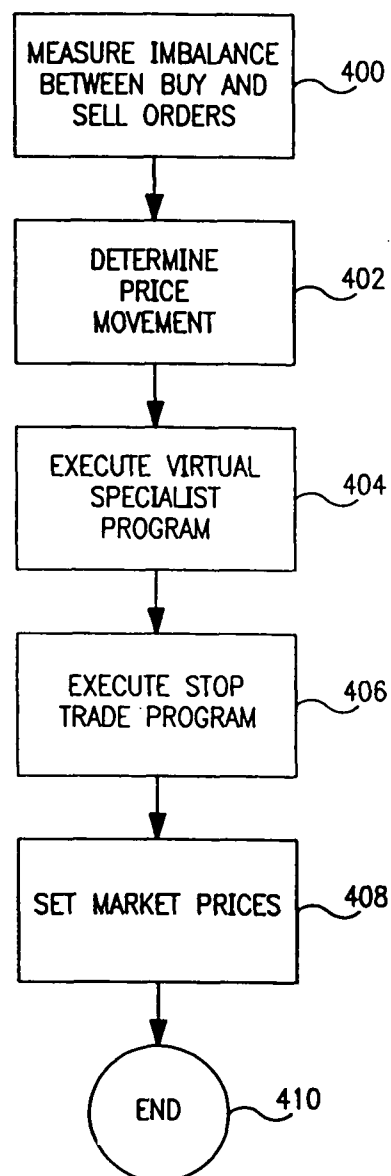 MEASURE IMBALANCE
BETWEEN BUY AND
SELL ORDERS
400
DETERMINE
PRICE
MOVEMENT
402
EXECUTE VIRTUAL
SPECIALIST
PROGRAM
404
EXECUTE STOP
TRADE PROGRAM
406
SET MARKET PRICES
408
END
410